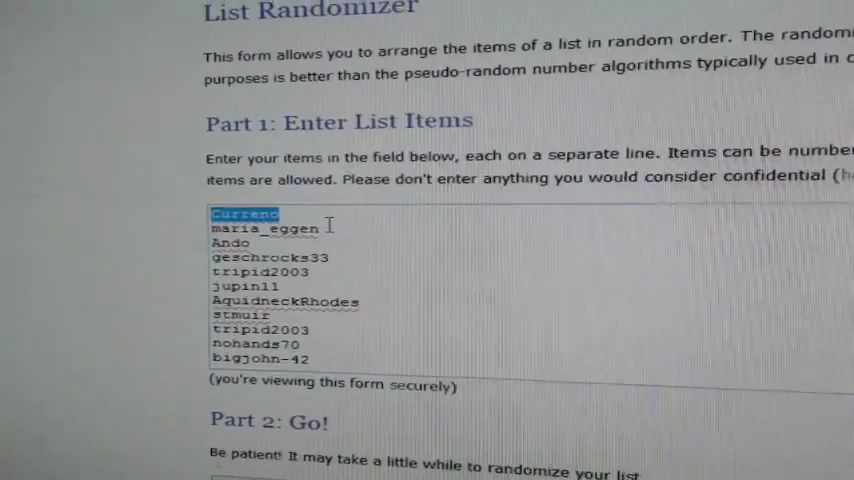 List Randomizer
This form allows you to arrange the items of a list in random order. The
purposes is better than the pseudo-random number algorithms typically used in
Part 1: Enter List Items
Enter your items in the field below, each on a separate line. Items can be
items are allowed. Please don't enter anything you would consider confidential
Curreno
maria_eggen
Ando
geschrocks33
tripid2003
jupin11
AquidneckRhodes
stmuir
tripid2003
nohands70
bigjohn-42
(you're viewing this form securely)
Part 2: Go!
Be patient! It may take a little while to randomize your list